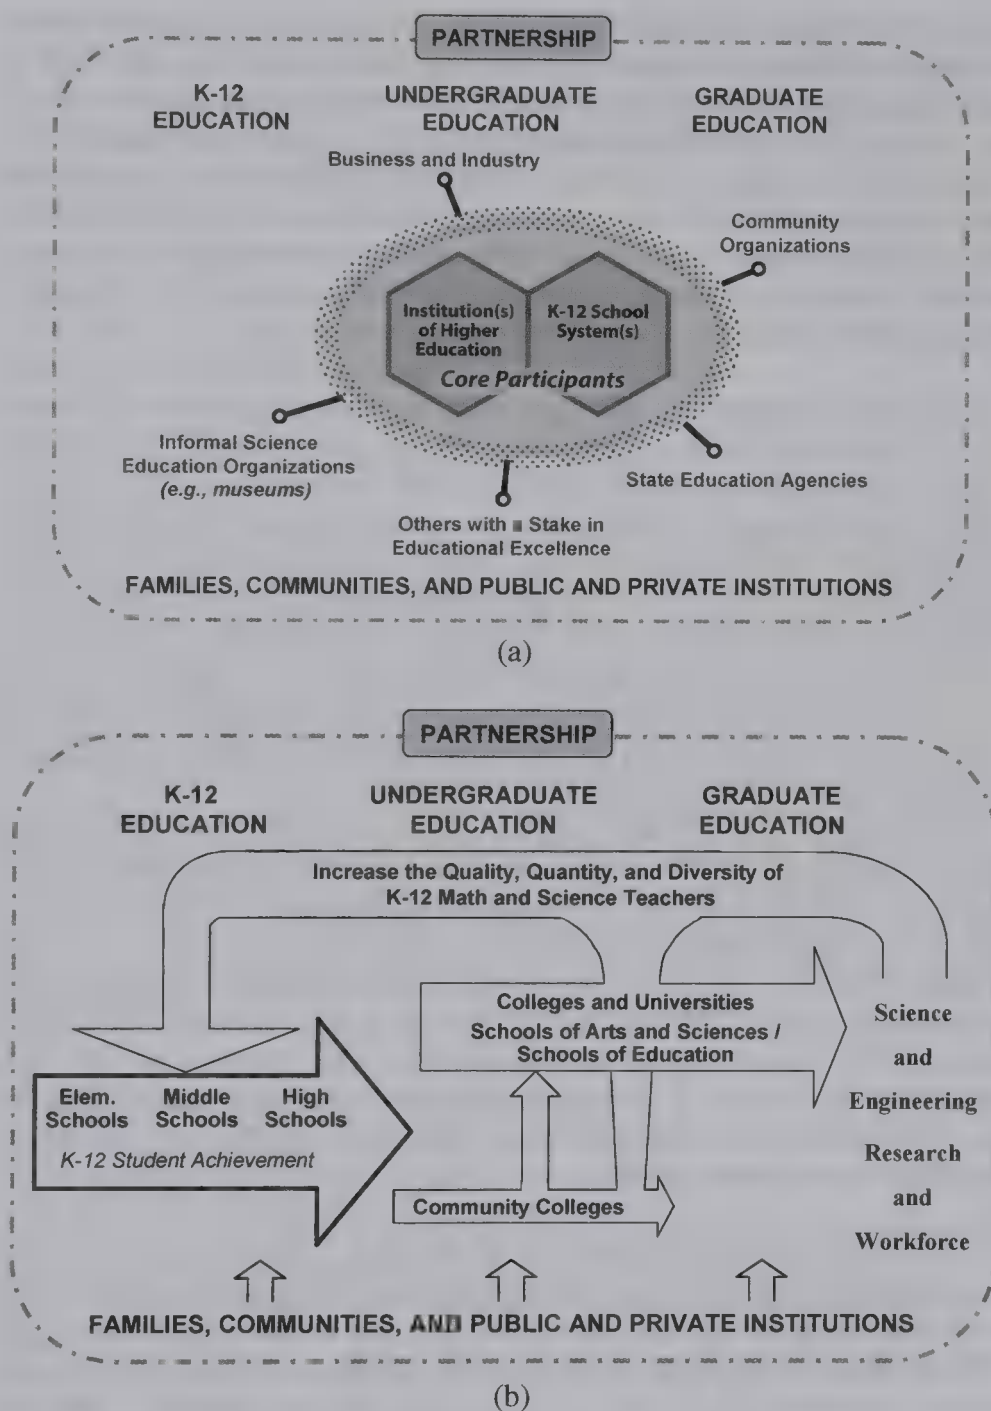 PARTNERSHIP
K-12
EDUCATION
UNDERGRADUATE
EDUCATION
GRADUATE
EDUCATION
Business and Industry
Community
Organizations
Institution(s)
of Higher
Education
K-12 School
System(s)
Core Participants
Informal Science
Education Organizations
(e.g., museums)
State Education Agencies
Others with Stake in
Educational Excellence
FAMILIES, COMMUNITIES, AND PUBLIC AND PRIVATE INSTITUTIONS
(a)
PARTNERSHIP
K-12
EDUCATION
UNDERGRADUATE
EDUCATION
GRADUATE
EDUCATION
Increase the Quality, Quantity, and Diversity of
K-12 Math and Science Teachers
Colleges and Universities
Schools of Arts and Sciences /
Schools of Education
Elem.
Schools
Middle
Schools
High
Schools
K-12 Student Achievement
Community Colleges
Science
and
Engineering
Research
and
Workforce
FAMILIES, COMMUNITIES, AND PUBLIC AND PRIVATE INSTITUTIONS
(b)